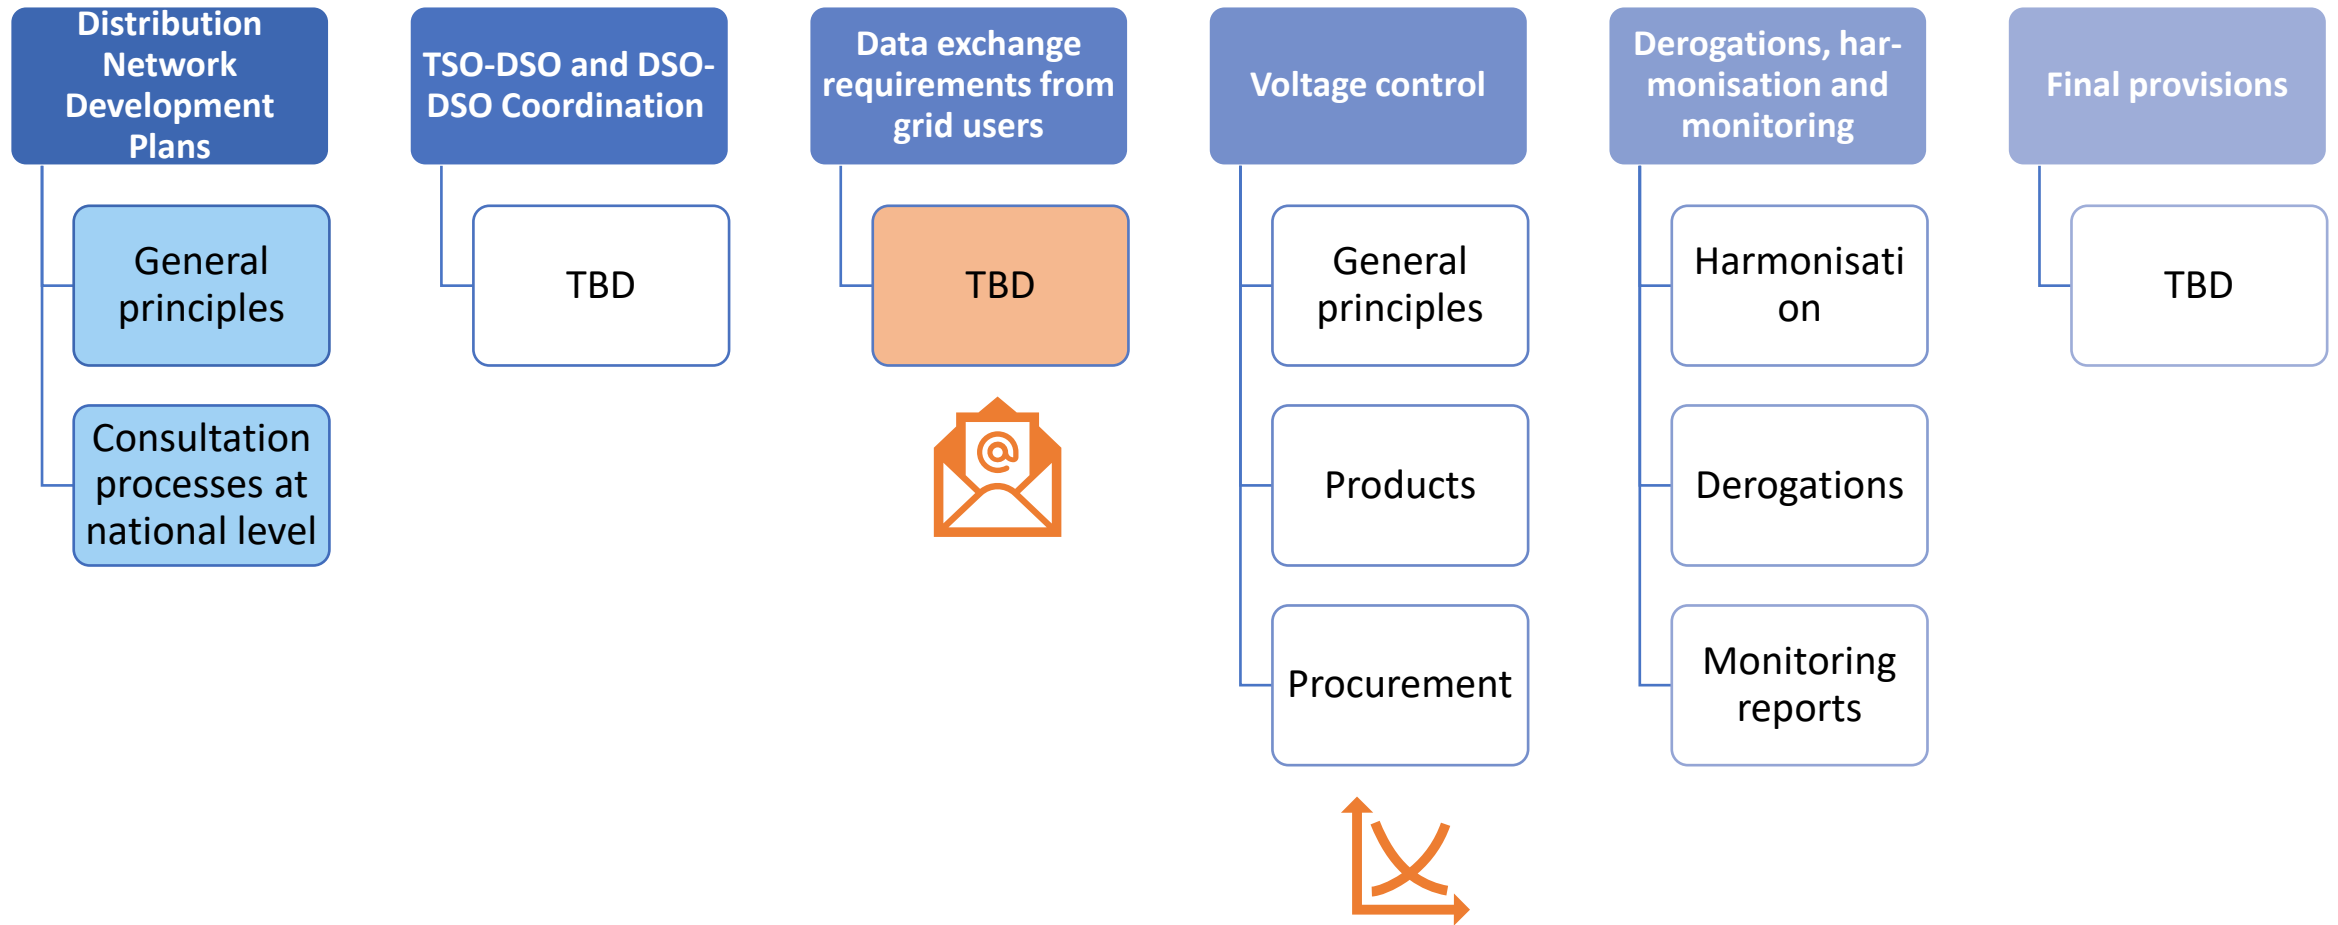 Distribution
Network
Development
Plans
General
principles
Consultation
processes at
national level
TSO-DSO and DSO-
DSO Coordination
TBD
Data exchange
requirements from
grid users
TBD
@
Voltage control
General
principles
Products
Procurement
Derogations, har-
monisation and
monitoring
Harmonisati
on
Derogations
Monitoring
reports
Final provisions
TBD